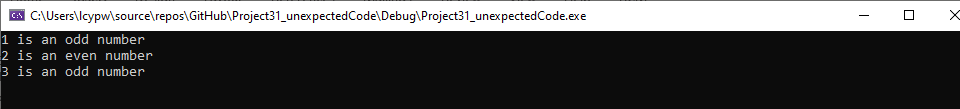 C:\Users\lcypw\source\repos\GitHub\Project31_unexpectedCode\Debug\Project31_unexpectedCode.exe
1 is an odd number
2 is an even number
3 is an odd number